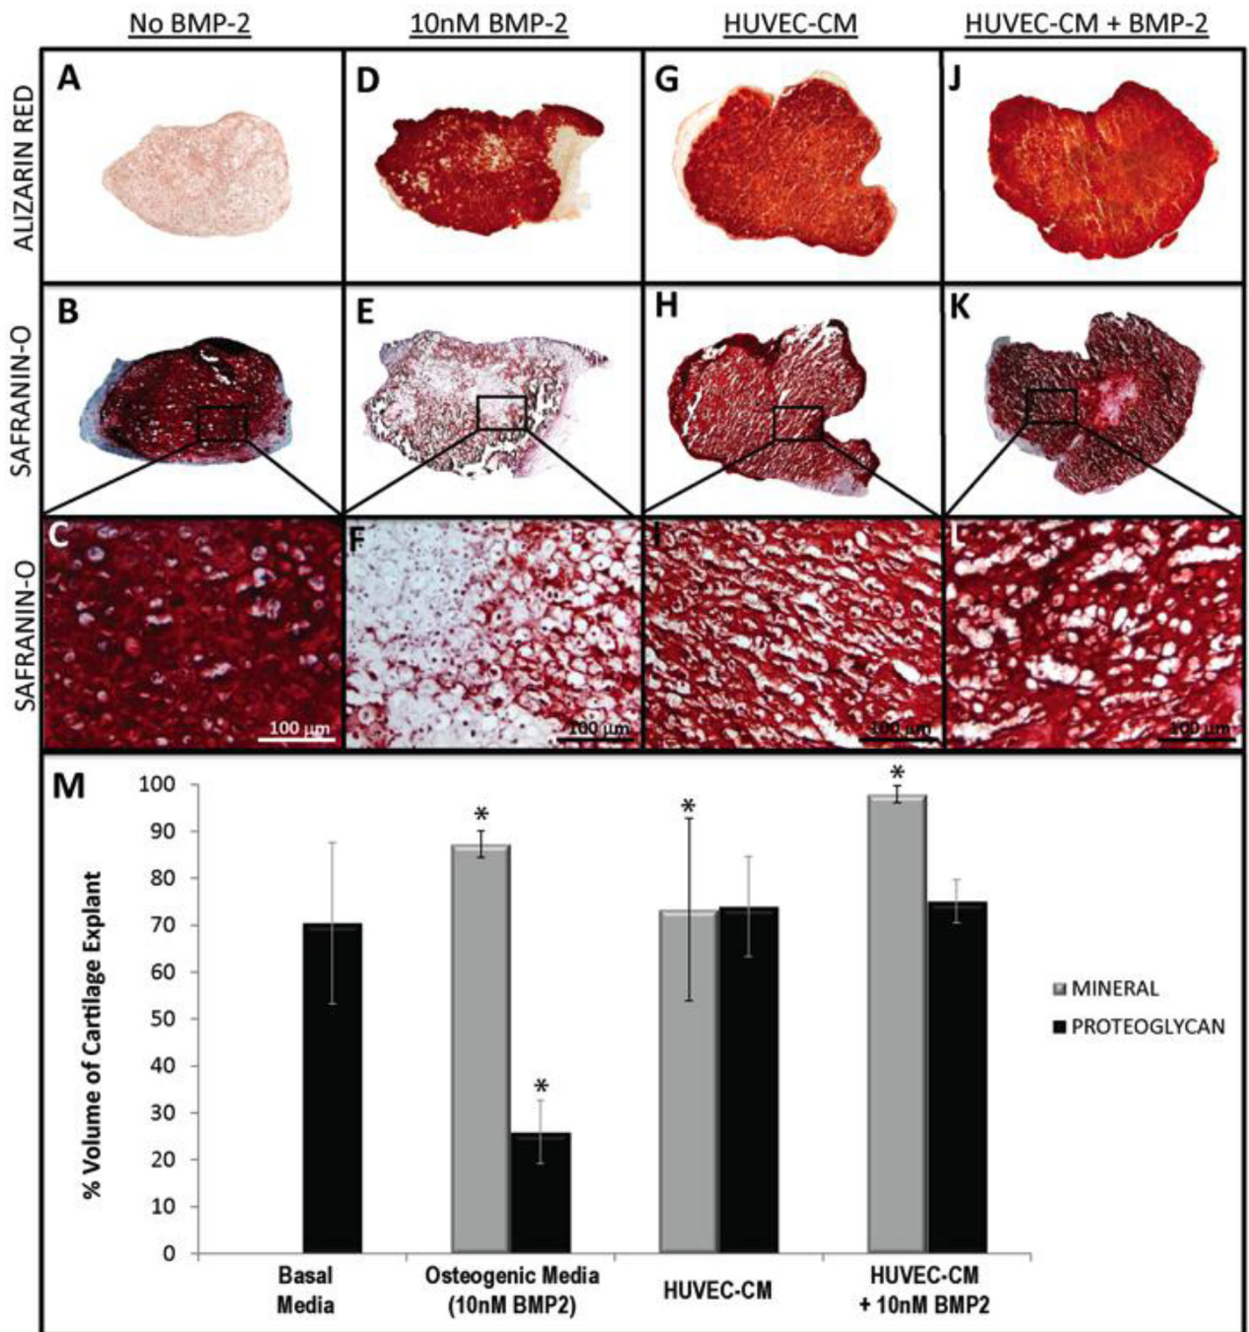 No BMP-2 10nM BMP-2 HUVEC-CM HUVEC-CM + BMP-2
ALIZARIN RED
A D G J
SAFRANIN-O
B E H K
SAFRANIN-O
C F I L
100 µm 100 µm 100 µm 100 µm
M
% Volume of Cartilage Explant
100
90
80
70
60
50
40
30
20
10
0
* * * *
MINERAL
PROTEOGLYCAN
Basal Media
Osteogenic Media (10nM BMP2)
HUVEC-CM
HUVEC-CM + 10nM BMP2